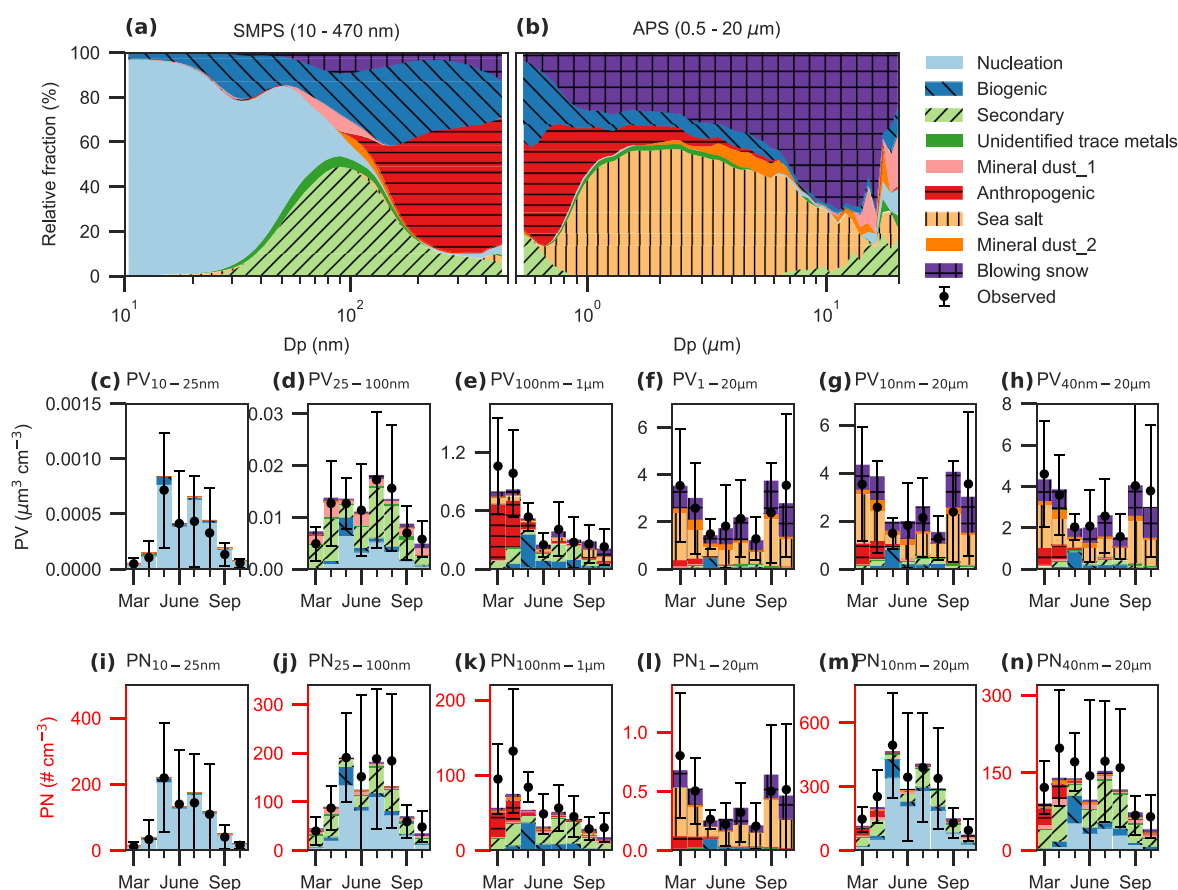 (a) SMPS (10 - 470 nm)
(b) APS (0.5 - 20 μm)
Relative fraction (%)
100
80
60
40
20
0
10¹ 10²
Dp (nm)
10⁰ 10¹
Dp (μm)
Nucleation
Biogenic
Secondary
Unidentified trace metals
Mineral dust_1
Anthropogenic
Sea salt
Mineral dust_2
Blowing snow
Observed
PV (μm³ cm⁻³)
(c) PV₁₀₋₂₅ₙₘ
0.0015
0.0010
0.0005
0.0000
Mar June Sep
(d) PV₂₅₋₁₀₀ₙₘ
0.03
0.02
0.01
0.00
Mar June Sep
(e) PV₁₀₀ₙₘ₋₁μₘ
1.2
0.6
0.0
Mar June Sep
(f) PV₁₋₂₀μₘ
6
4
2
0
Mar June Sep
(g) PV₁₀ₙₘ₋₂₀μₘ
6
4
2
0
Mar June Sep
(h) PV₄₀ₙₘ₋₂₀μₘ
8
6
4
2
0
Mar June Sep
PN (# cm⁻³)
(i) PN₁₀₋₂₅ₙₘ
400
200
0
Mar June Sep
(j) PN₂₅₋₁₀₀ₙₘ
300
200
100
0
Mar June Sep
(k) PN₁₀₀ₙₘ₋₁μₘ
200
100
0
Mar June Sep
(l) PN₁₋₂₀μₘ
1.0
0.5
0.0
Mar June Sep
(m) PN₁₀ₙₘ₋₂₀μₘ
600
300
0
Mar June Sep
(n) PN₄₀ₙₘ₋₂₀μₘ
300
150
0
Mar June Sep